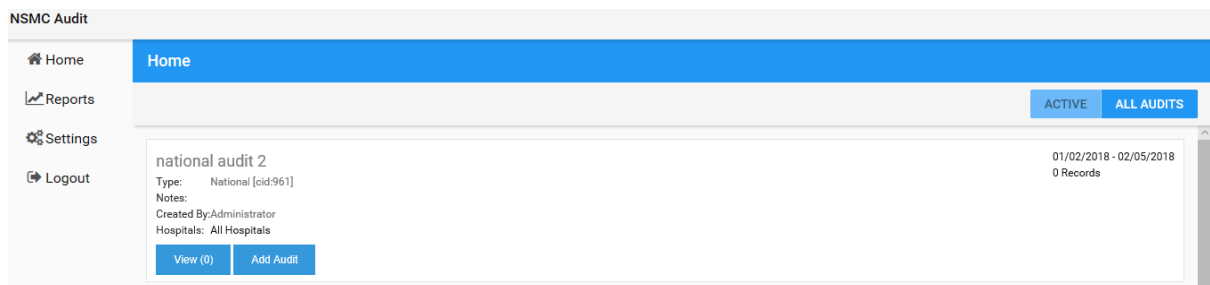 NSMC Audit
Home
Reports
Settings
Logout
Home
ACTIVE ALL AUDITS
national audit 2
01/02/2018 - 02/05/2018
0 Records
Type: National [cid:961]
Notes:
Created By:Administrator
Hospitals: All Hospitals
View (0) Add Audit